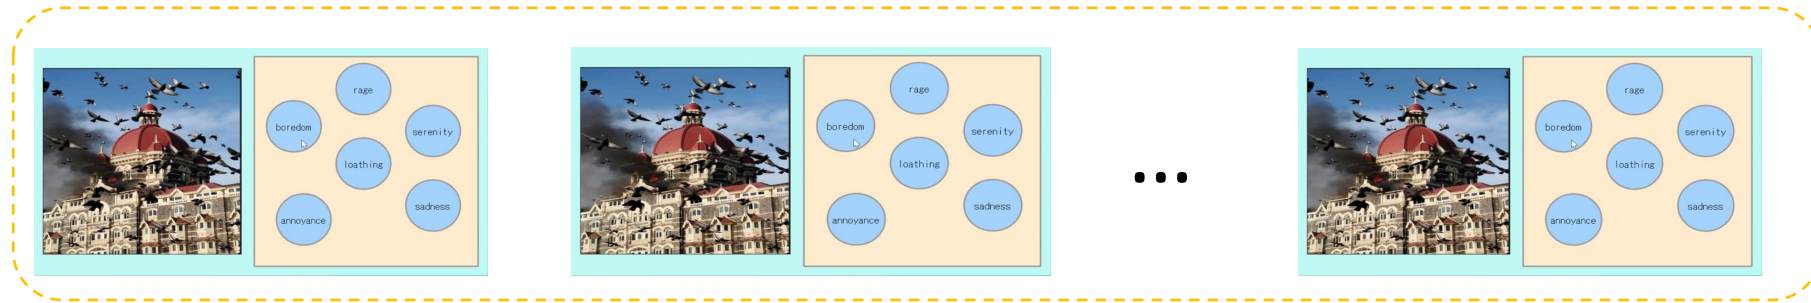 rage
boredom
serenity
loathing
sadness
annoyance
rage
boredom
serenity
loathing
sadness
annoyance
...
rage
boredom
serenity
loathing
sadness
annoyance